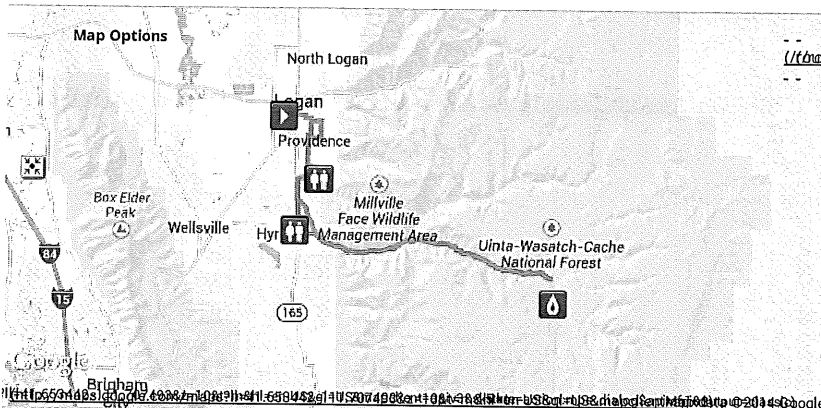 Map Options
North Logan
Logan
Providence
Box Elder
Peak
Millville
Face Wildlife
Management Area
Wellsville
Hyr
Uinta-Wasatch-Cache
National Forest
84
15
165
Google
Brigham
City